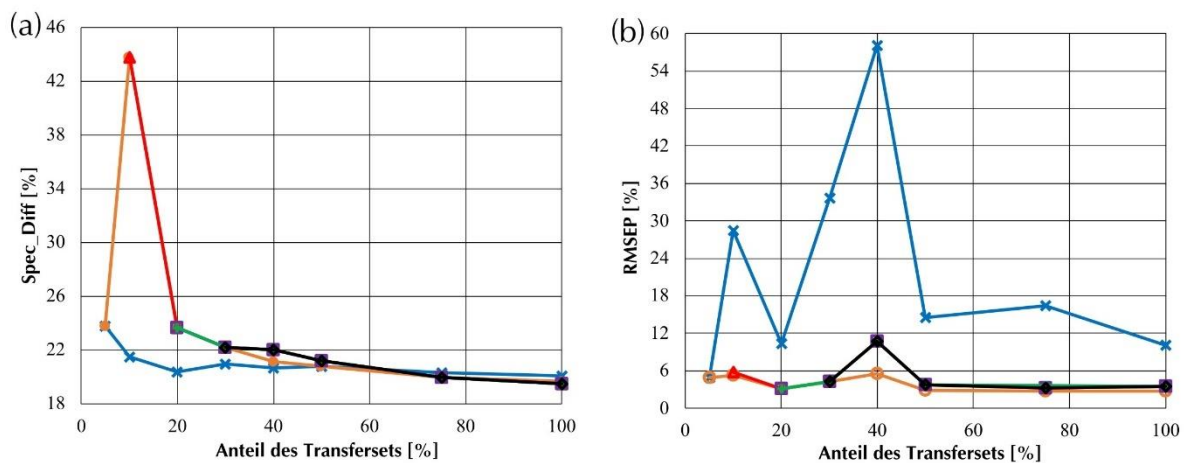 (a)
46
42
38
34
30
26
22
18
Spec_Diff [%]
0 20 40 60 80 100
Anteil des Transfersets [%]
(b)
60
54
48
42
36
30
24
18
12
6
0
RMSEP [%]
0 20 40 60 80 100
Anteil des Transfersets [%]